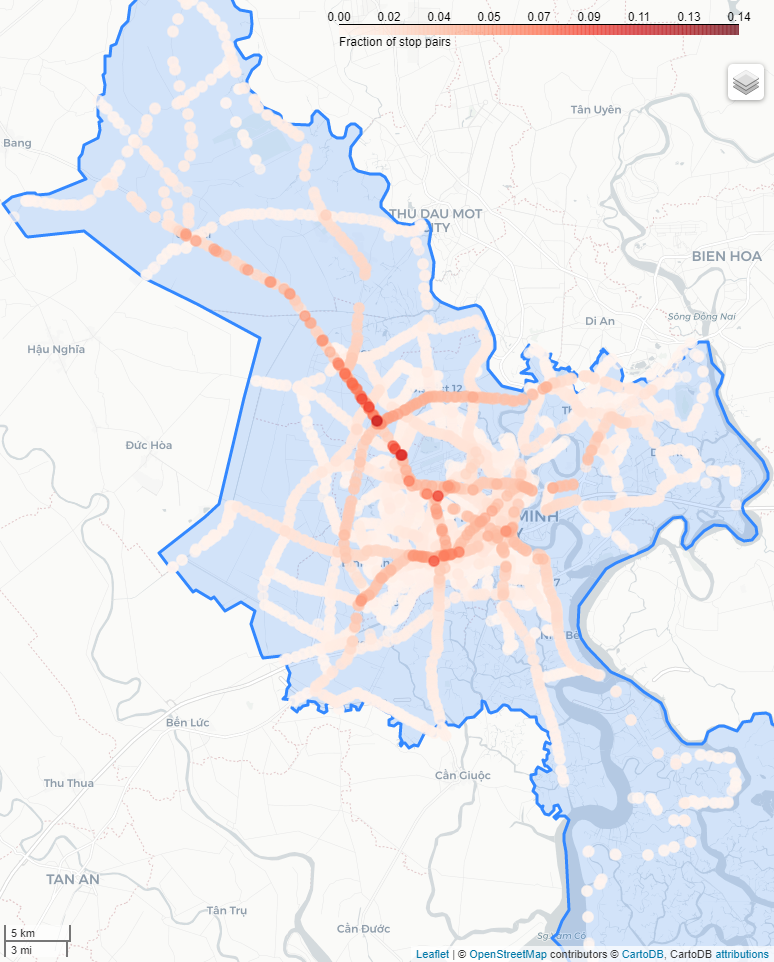 0.00 0.02 0.04 0.05 0.07 0.09 0.11 0.13 0.14
Fraction of stop pairs
Tân Uyên
Bang
THU DAU MOT
CITY
BIEN HOA
Sông Đồng Nai
Di An
Hậu Nghĩa
12
Đức Hòa
MINH
Y
7
Bến Lức
Cần Giuộc
Thu Thua
TAN AN
Tân Trụ
Cần Đước
5 km
3 mi
Leaflet | © OpenStreetMap contributors © CartoDB, CartoDB attributions